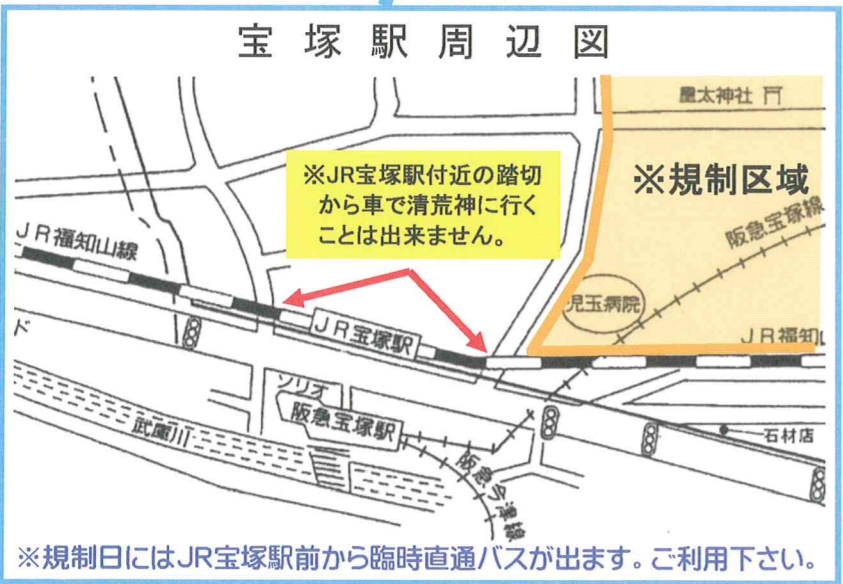 宝塚駅周辺図
皇太神社
※JR宝塚駅付近の踏切
から車で清荒神に行く
ことは出来ません。
※規制区域
阪急宝塚線
JR福知山線
児玉病院
JR宝塚駅
JR福知
ド
ソリオ
阪急宝塚駅
武庫川
石材店
阪急今津線
※規制日にはJR宝塚駅前から臨時直通バスが出ます。ご利用下さい。